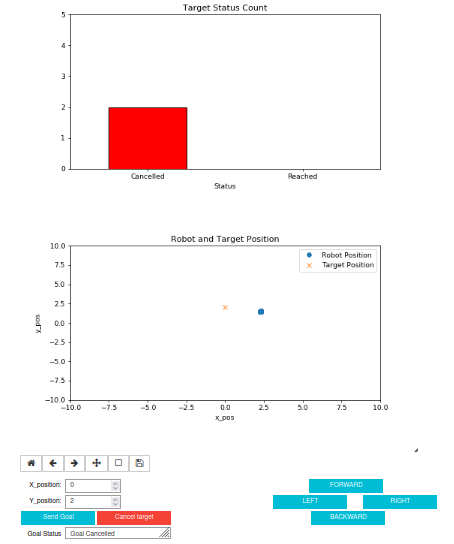 Target Status Count
5
4
3
2
1
0
Cancelled Reached
Status
Robot and Target Position
10.0
7.5
5.0
2.5
0.0
−2.5
−5.0
−7.5
−10.0
y_pos
Robot Position
Target Position
−10.0 −7.5 −5.0 −2.5 0.0 2.5 5.0 7.5 10.0
x_pos
X_position: 0
Y_position: 2
Send Goal Cancel target
Goal Status Goal Cancelled
FORWARD
LEFT RIGHT
BACKWARD